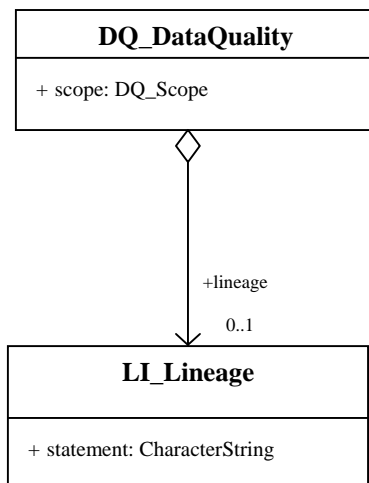 DQ_DataQuality
+ scope: DQ_Scope
+lineage
0..1
LI_Lineage
+ statement: CharacterString